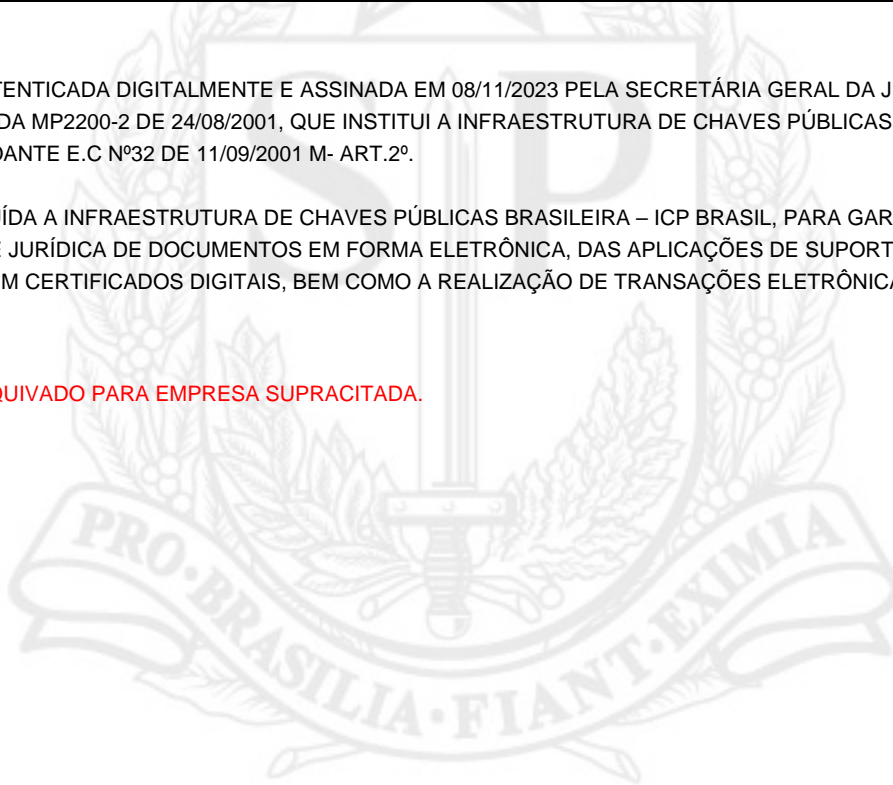 TENTICADA DIGITALMENTE E ASSINADA EM 08/11/2023 PELA SECRETÁRIA GERAL DA J
DA MP2200-2 DE 24/08/2001, QUE INSTITUI A INFRAESTRUTURA DE CHAVES PÚBLICAS
DANTE E.C Nº32 DE 11/09/2001 M- ART.2º.
ÍDA A INFRAESTRUTURA DE CHAVES PÚBLICAS BRASILEIRA – ICP BRASIL, PARA GAR
E JURÍDICA DE DOCUMENTOS EM FORMA ELETRÔNICA, DAS APLICAÇÕES DE SUPORT
M CERTIFICADOS DIGITAIS, BEM COMO A REALIZAÇÃO DE TRANSAÇÕES ELETRÔNICA
QUIVADO PARA EMPRESA SUPRACITADA.
SP
PRO·BRASILIA·FIANT·EXIMIA